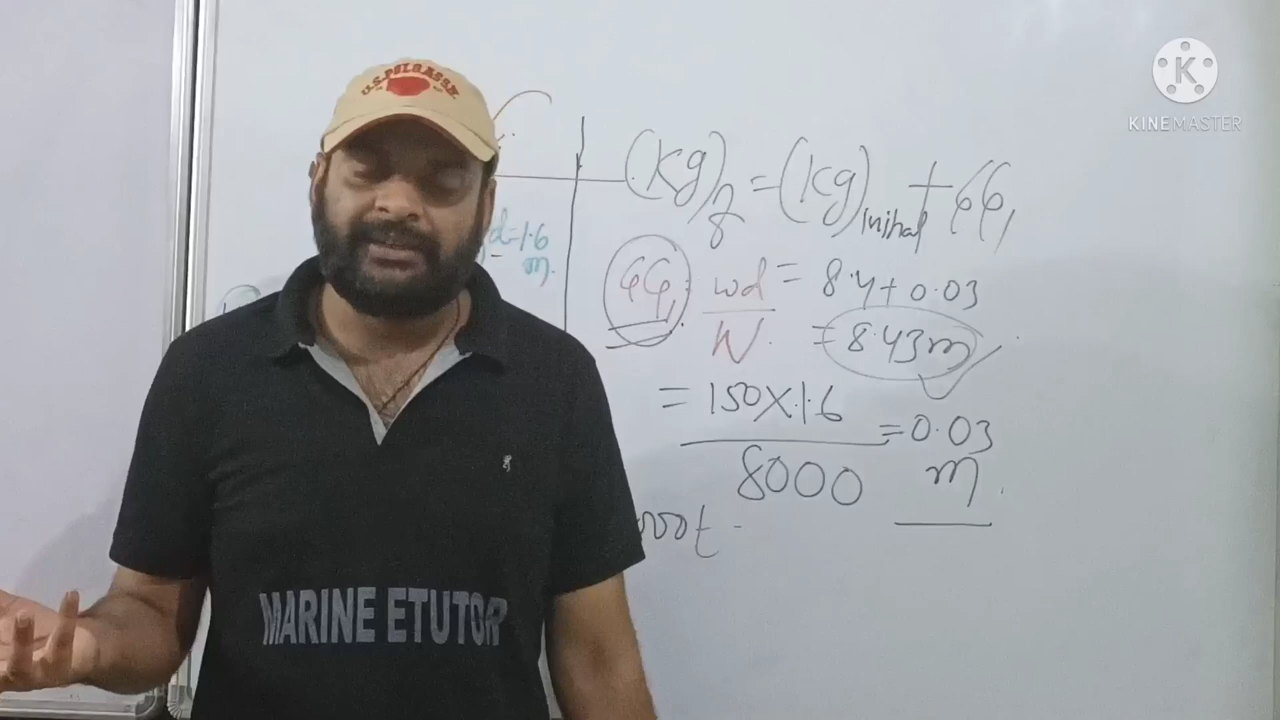 U.S. POLO ASSN.
KINEMASTER
d=1.6
m.
(Kg)f = (Kg)initial + GG1
GG1 = wd/W = 8.4+0.03
= 8.43m
= 150×1.6/8000 = 0.03
m
000t
MARINE ETUTOR